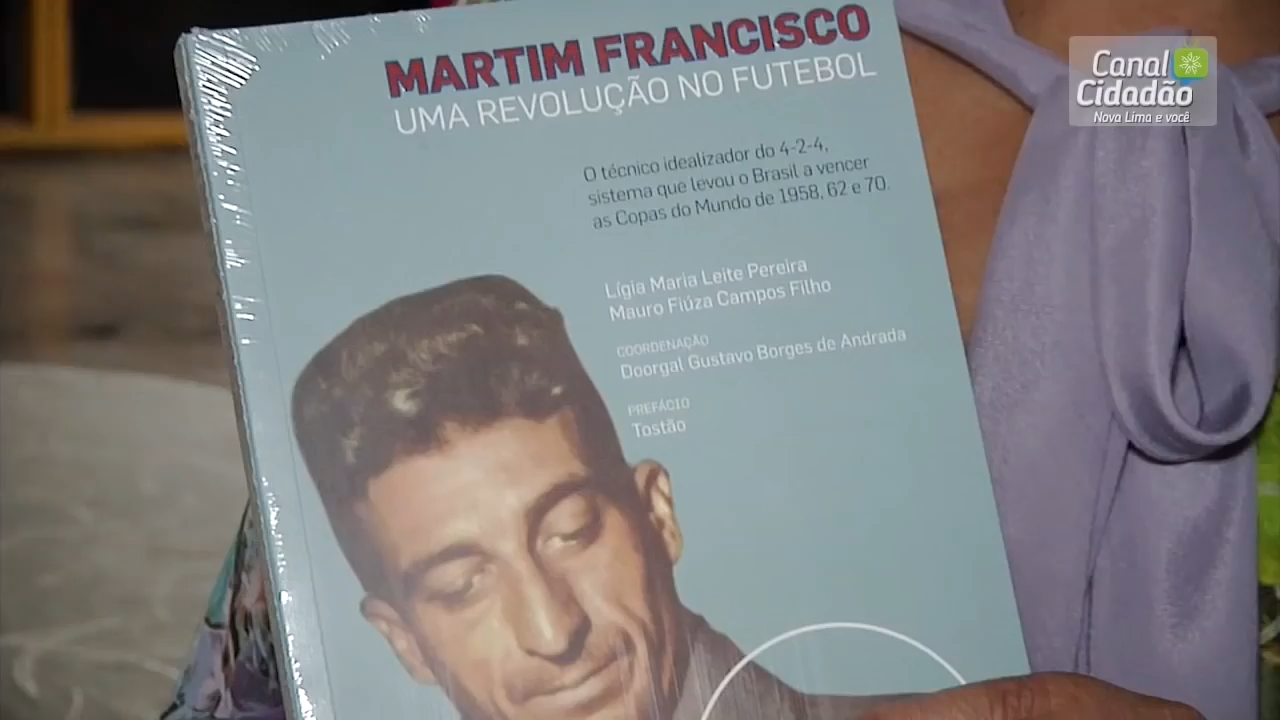 MARTIM FRANCISCO
UMA REVOLUÇÃO NO FUTEBOL
O técnico idealizador do 4-2-4,
sistema que levou o Brasil a vencer
as Copas do Mundo de 1958, 62 e 70.
Lígia Maria Leite Pereira
Mauro Fiúza Campos Filho
COORDENAÇÃO
Doorgal Gustavo Borges de Andrada
PREFÁCIO
Tostão
Canal
Cidadão
Nova Lima e você